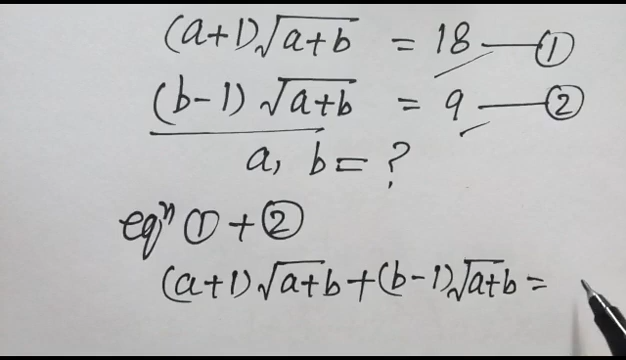 (a+1)√a+b = 18 — ①
(b-1) √a+b = 9 — ②
a, b = ?
eqⁿ ① + ②
(a+1)√a+b + (b-1)√a+b =